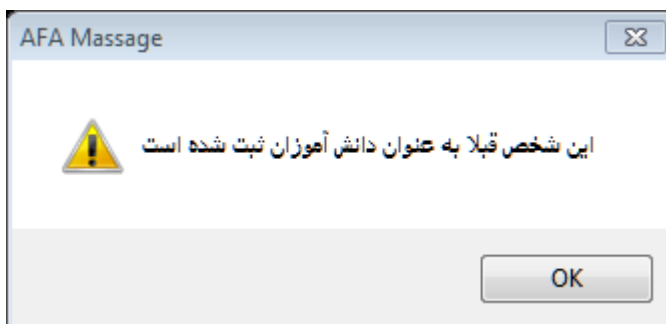 AFA Massage
این شخص قبلا به عنوان دانش آموزان ثبت شده است
OK